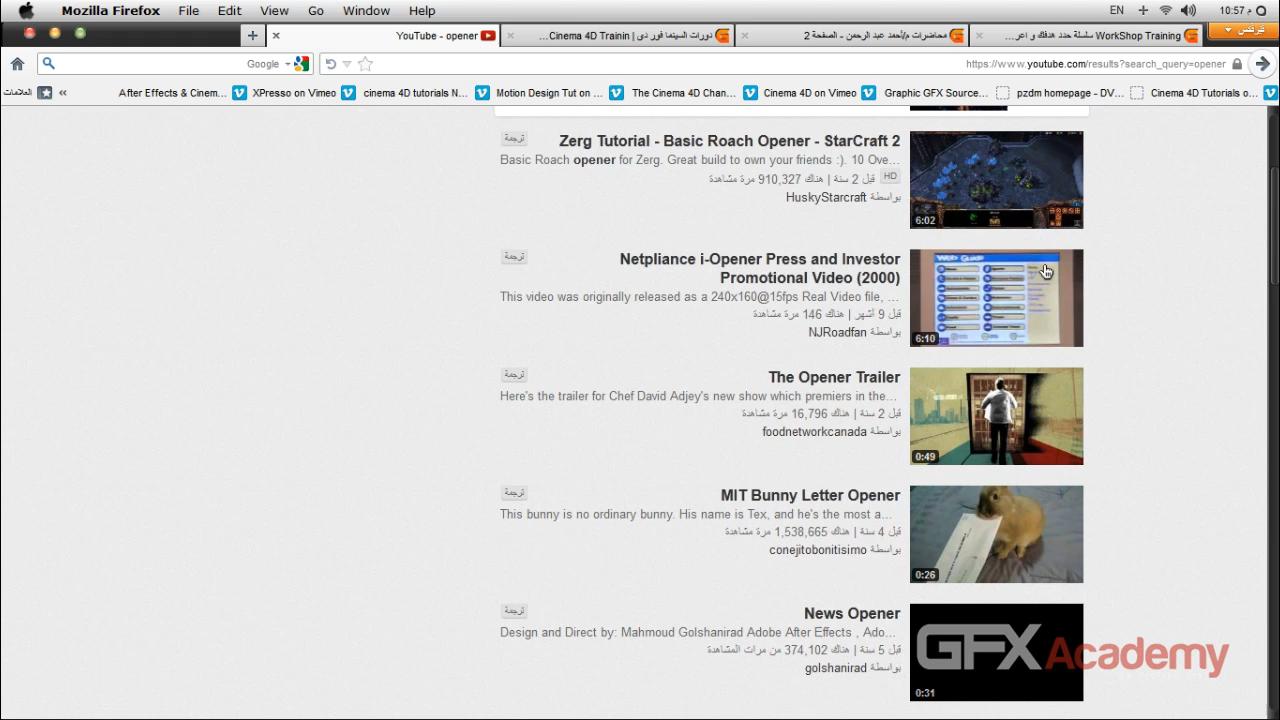 Mozilla Firefox File Edit View Go Window Help
EN
10:57 م
YouTube - opener
دورات السينما فور دى | Cinema 4D Trainin...
محاضرات م/أحمد عبد الرحمن - الصفحة 2
WorkShop Training سلسلة حدد هدفك و اعر...
فيرفكس
Google
https://www.youtube.com/results?search_query=opener
العلامات
After Effects & Cinem...
XPresso on Vimeo
cinema 4D tutorials N...
Motion Design Tut on ...
The Cinema 4D Chan...
Cinema 4D on Vimeo
Graphic GFX Source...
pzdm homepage - DV...
Cinema 4D Tutorials o...
Zerg Tutorial - Basic Roach Opener - StarCraft 2
ترجمة
Basic Roach opener for Zerg. Great build to own your friends :). 10 Ove...
قبل 2 سنة | هناك 910,327 مرة مشاهدة
HD
بواسطة HuskyStarcraft
6:02
Netpliance i-Opener Press and Investor
Promotional Video (2000)
ترجمة
This video was originally released as a 240x160@15fps Real Video file, ...
قبل 9 أشهر | هناك 146 مرة مشاهدة
بواسطة NJRoadfan
Web Guide
6:10
The Opener Trailer
ترجمة
Here's the trailer for Chef David Adjey's new show which premiers in the...
قبل 2 سنة | هناك 16,796 مرة مشاهدة
بواسطة foodnetworkcanada
0:49
MIT Bunny Letter Opener
ترجمة
This bunny is no ordinary bunny. His name is Tex, and he's the most a...
قبل 4 سنة | هناك 1,538,665 مرة مشاهدة
بواسطة conejitobonitisimo
0:26
News Opener
ترجمة
Design and Direct by: Mahmoud Golshanirad Adobe After Effects , Ado...
قبل 5 سنة | هناك 374,102 من مرات المشاهدة
بواسطة golshanirad
0:31
GFXAcademy